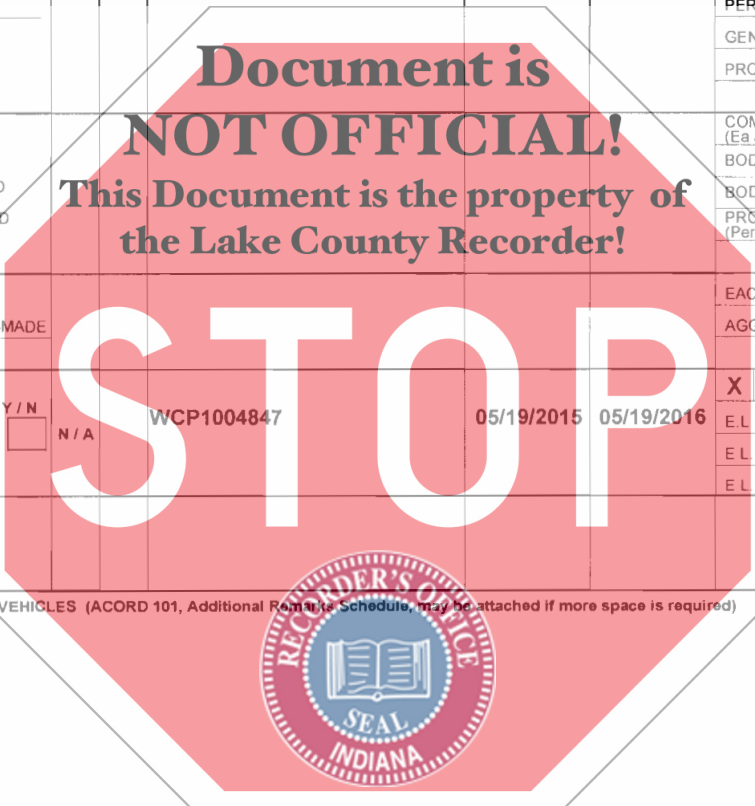 PER
GEN
PRO
Document is
NOT OFFICIAL!
COM
(Ea
BOD
This Document is the property of
BOD
D
PRO
(Per
the Lake County Recorder!
EAC
MADE
AGG
STOP
X
Y / N
WCP1004847 05/19/2015 05/19/2016
E.L
N / A
E L
E L
VEHICLES (ACORD 101, Additional Remarks Schedule, may be attached if more space is required)
RECORDER'S OFFICE
SEAL
INDIANA